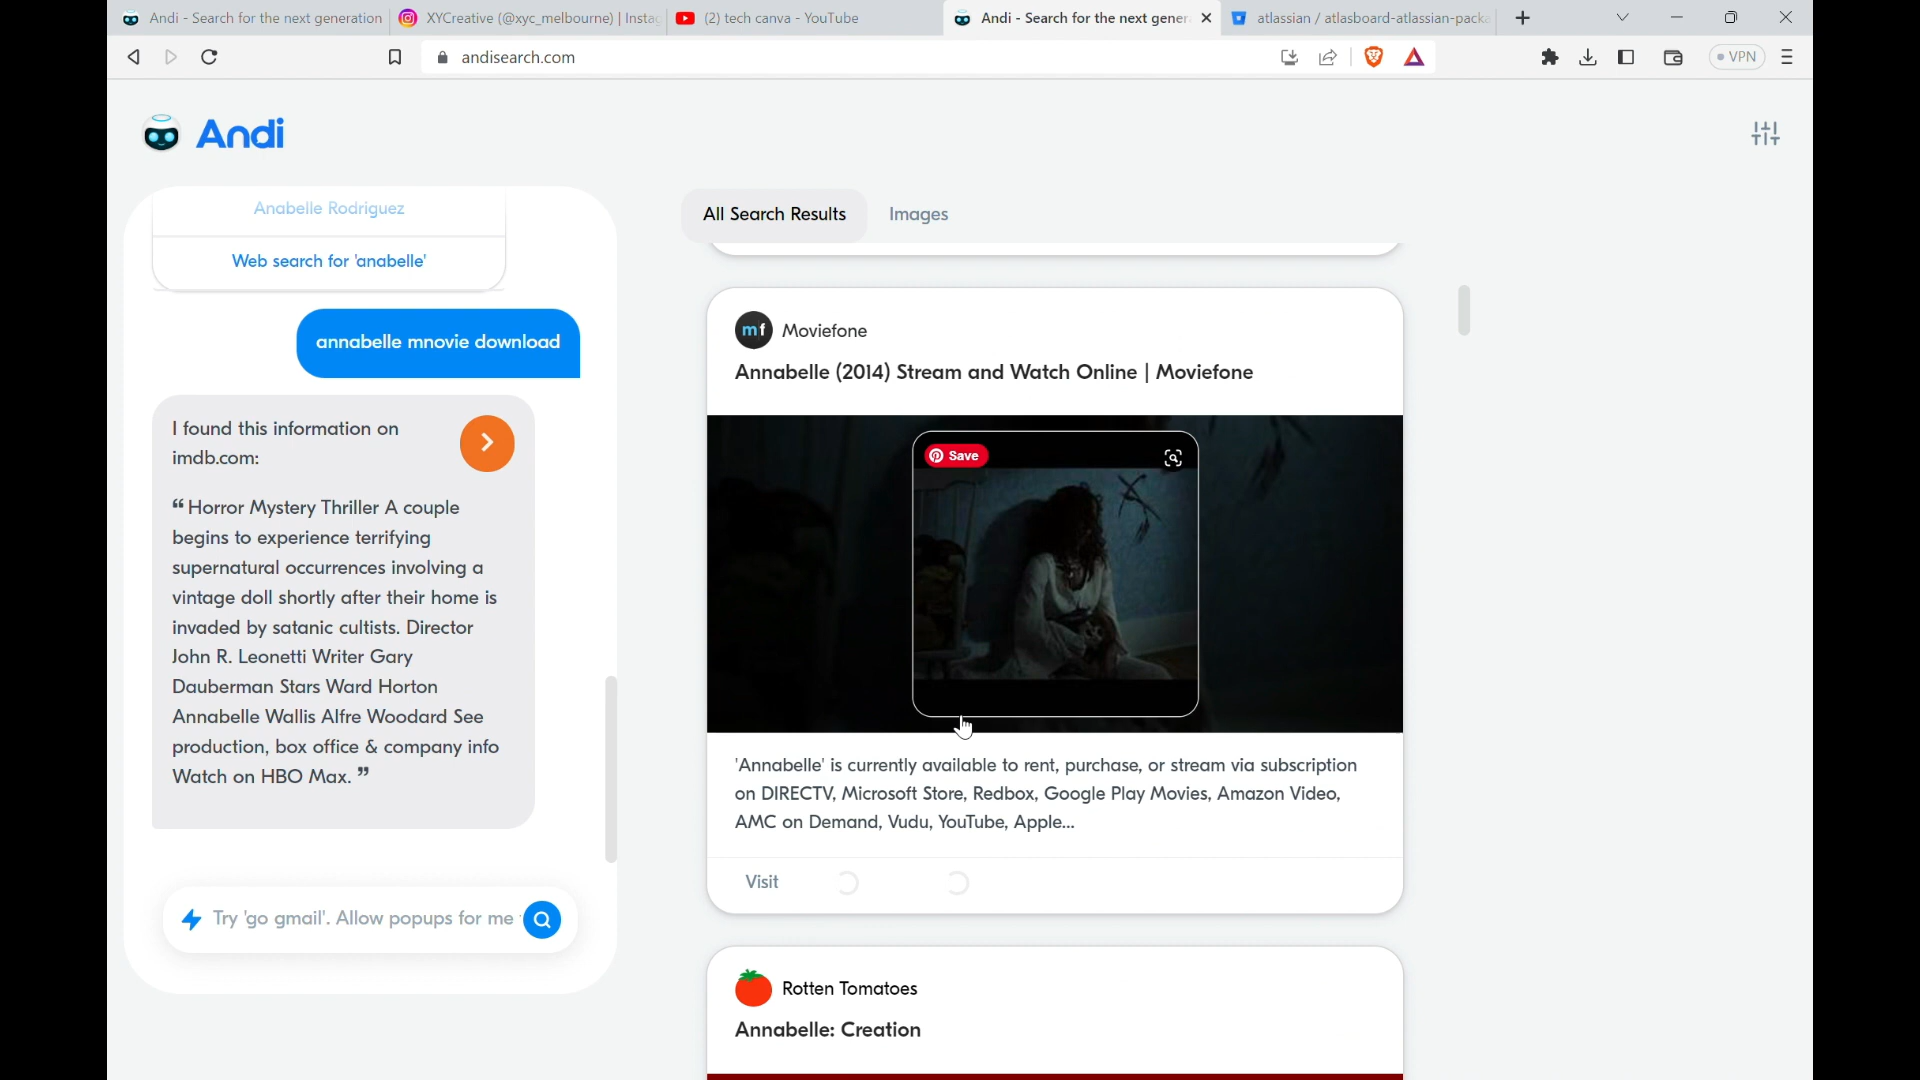 Andi - Search for the next generation
XYCreative (@xyc_melbourne) | Insta
(2) tech canva - YouTube
Andi - Search for the next gener
atlassian / atlasboard-atlassian-packa
andisearch.com
VPN
Andi
Anabelle Rodriguez
Web search for 'anabelle'
annabelle mnovie download
I found this information on
imdb.com:
“ Horror Mystery Thriller A couple
begins to experience terrifying
supernatural occurrences involving a
vintage doll shortly after their home is
invaded by satanic cultists. Director
John R. Leonetti Writer Gary
Dauberman Stars Ward Horton
Annabelle Wallis Alfre Woodard See
production, box office & company info
Watch on HBO Max. ”
Try 'go gmail'. Allow popups for me
All Search Results
Images
mf Moviefone
Annabelle (2014) Stream and Watch Online | Moviefone
Save
'Annabelle' is currently available to rent, purchase, or stream via subscription
on DIRECTV, Microsoft Store, Redbox, Google Play Movies, Amazon Video,
AMC on Demand, Vudu, YouTube, Apple...
Visit
Rotten Tomatoes
Annabelle: Creation